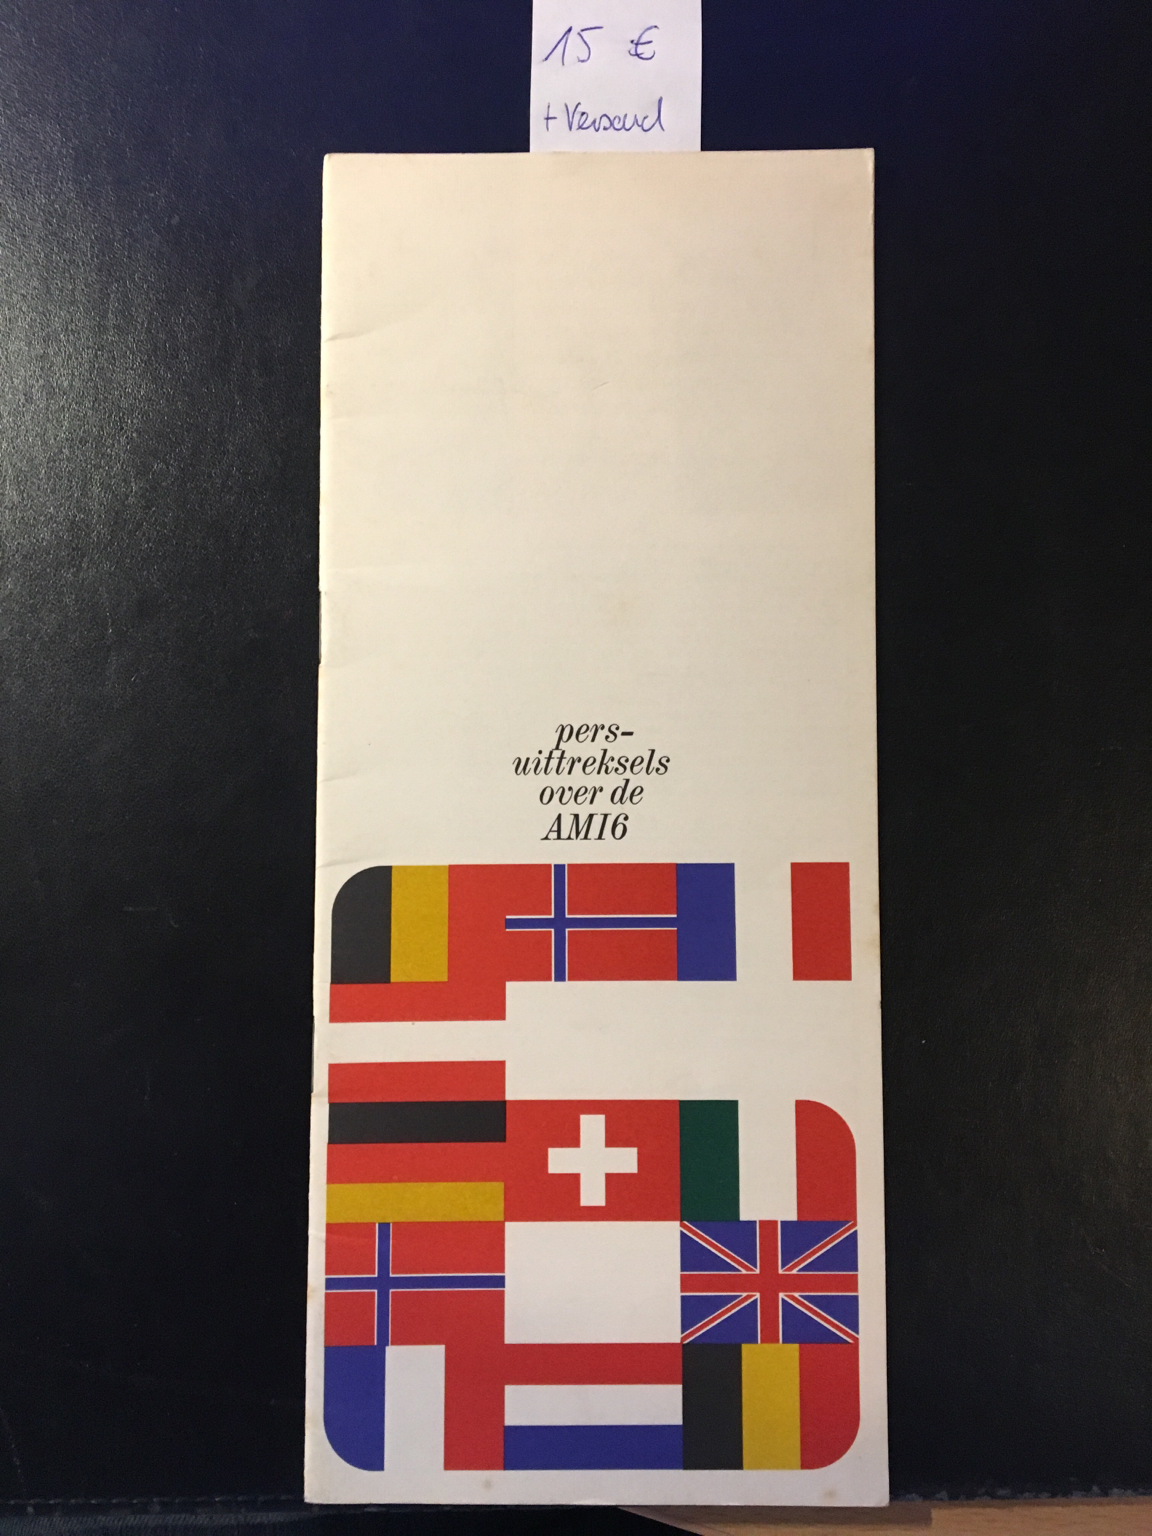 15 €
+ Versand
pers-
uittreksels
over de
AMI6